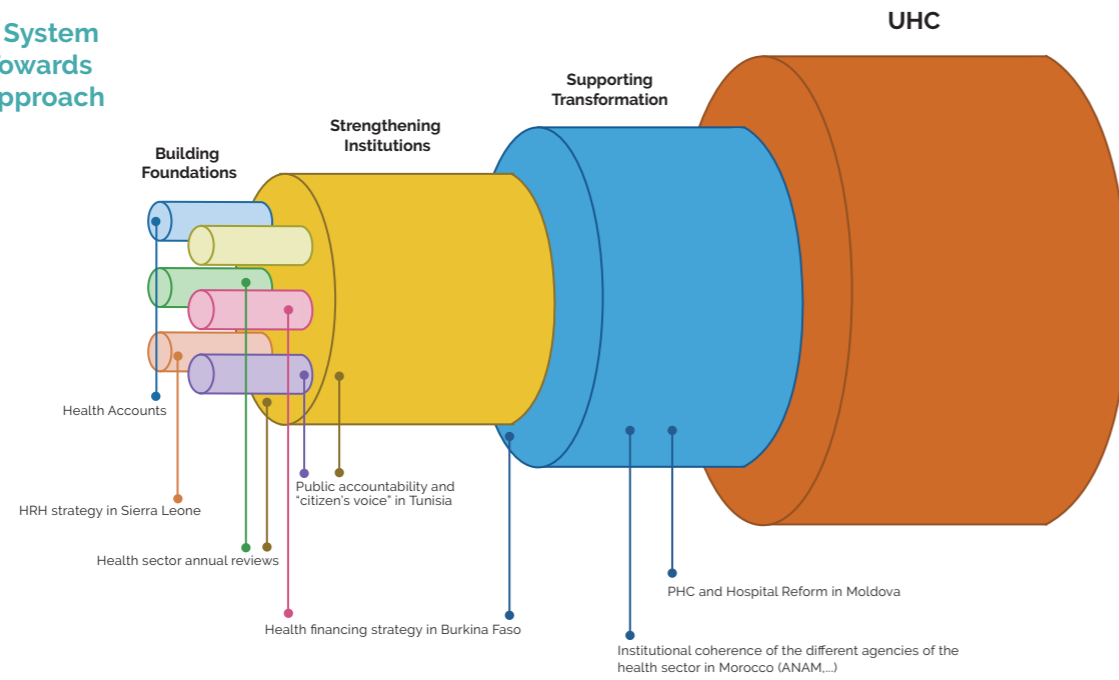 System
Towards
pproach
UHC
Supporting
Transformation
Strengthening
Institutions
Building
Foundations
Health Accounts
HRH strategy in Sierra Leone
Public accountability and
“citizen’s voice” in Tunisia
Health sector annual reviews
Health financing strategy in Burkina Faso
PHC and Hospital Reform in Moldova
Institutional coherence of the different agencies of the
health sector in Morocco (ANAM,...)